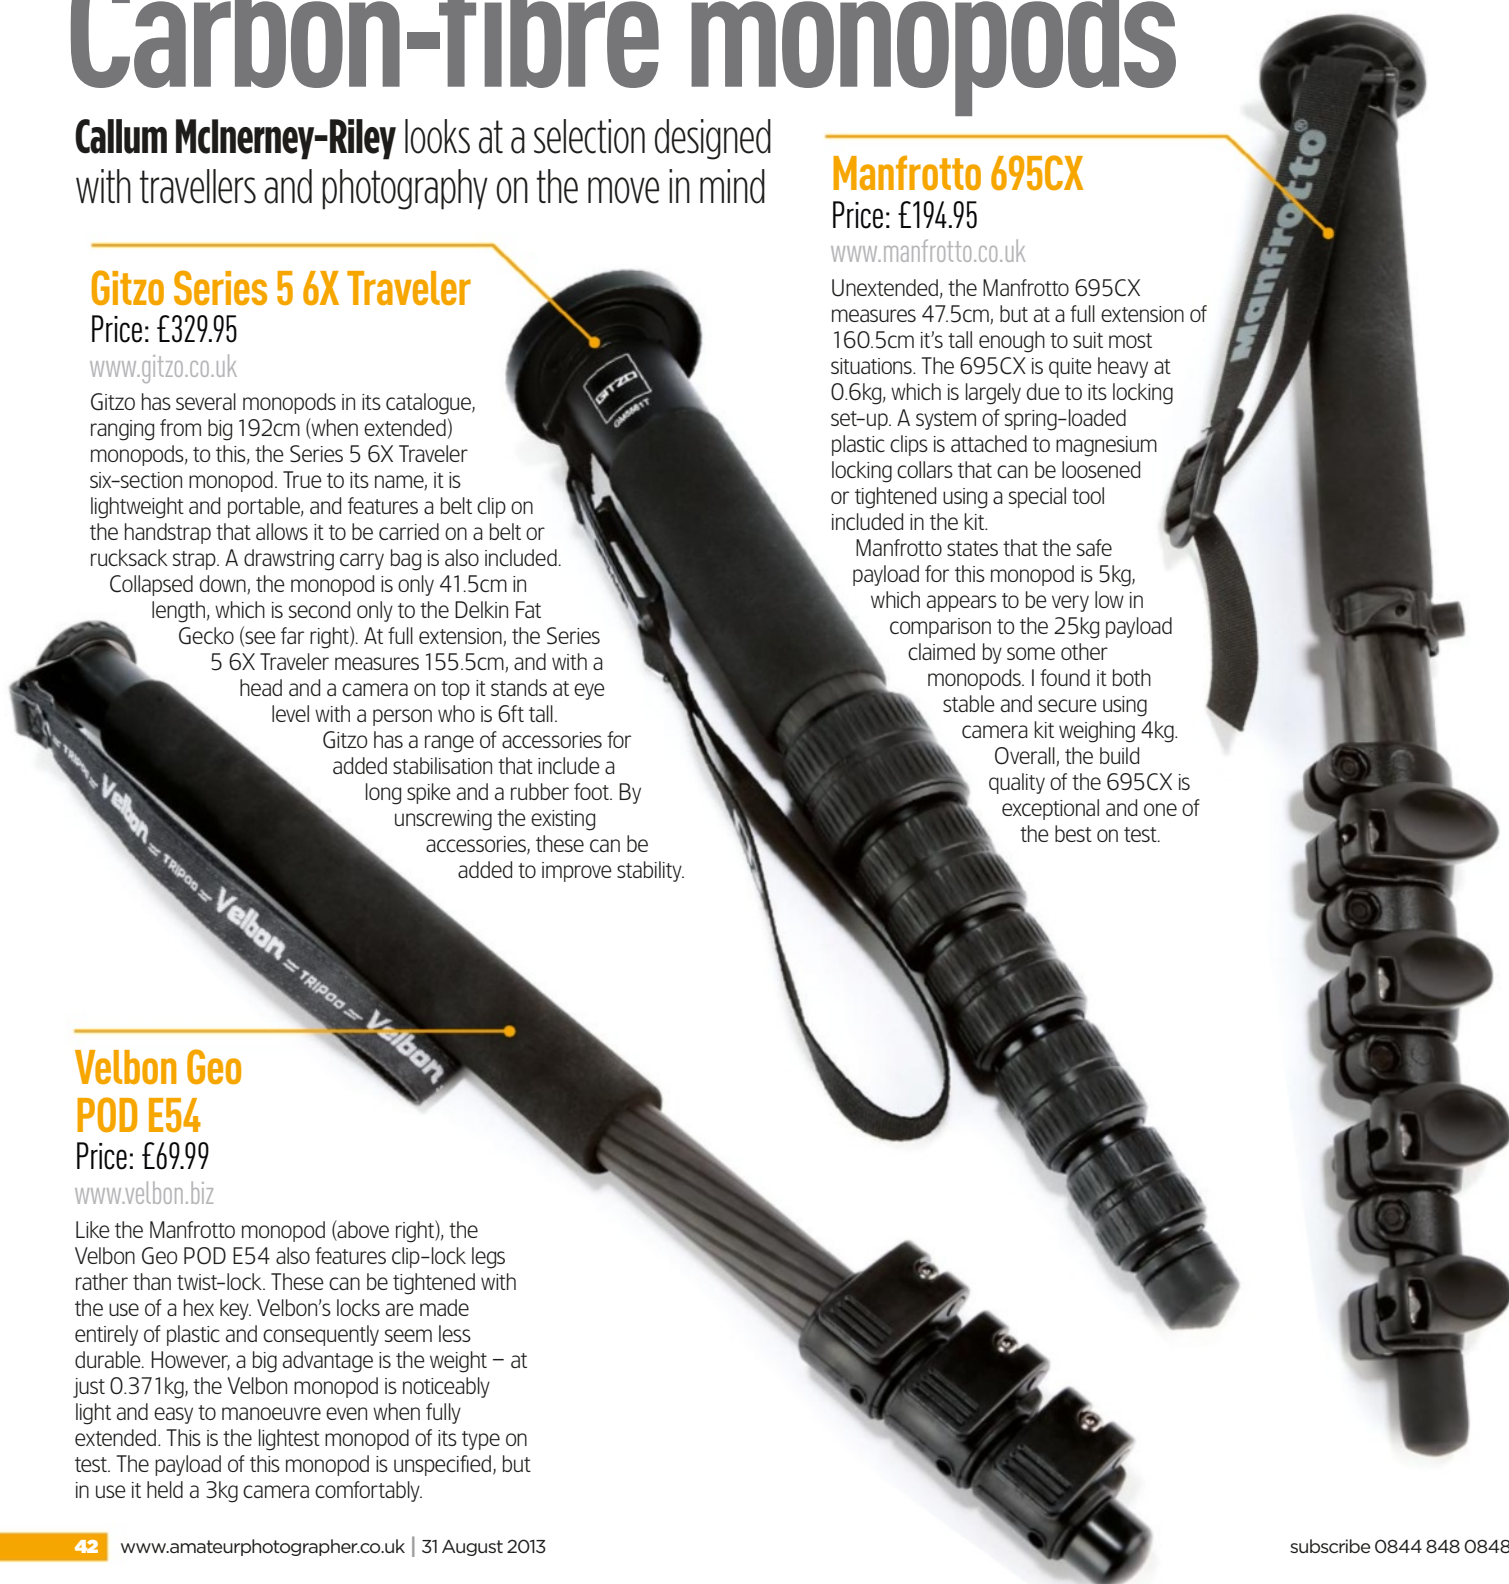 Carbon-fibre monopods
Callum McInerney-Riley looks at a selection designed
with travellers and photography on the move in mind
Gitzo Series 5 6X Traveler
Price: £329.95
www.gitzo.co.uk
Gitzo has several monopods in its catalogue,
ranging from big 192cm (when extended)
monopods, to this, the Series 5 6X Traveler
six-section monopod. True to its name, it is
lightweight and portable, and features a belt clip on
the handstrap that allows it to be carried on a belt or
rucksack strap. A drawstring carry bag is also included.
Collapsed down, the monopod is only 41.5cm in
length, which is second only to the Delkin Fat
Gecko (see far right). At full extension, the Series
5 6X Traveler measures 155.5cm, and with a
head and a camera on top it stands at eye
level with a person who is 6ft tall.
Gitzo has a range of accessories for
added stabilisation that include a
long spike and a rubber foot. By
unscrewing the existing
accessories, these can be
added to improve stability.
GITZO
GM5561T
Manfrotto 695CX
Price: £194.95
www.manfrotto.co.uk
Unextended, the Manfrotto 695CX
measures 47.5cm, but at a full extension of
160.5cm it's tall enough to suit most
situations. The 695CX is quite heavy at
0.6kg, which is largely due to its locking
set-up. A system of spring-loaded
plastic clips is attached to magnesium
locking collars that can be loosened
or tightened using a special tool
included in the kit.
Manfrotto states that the safe
payload for this monopod is 5kg,
which appears to be very low in
comparison to the 25kg payload
claimed by some other
monopods. I found it both
stable and secure using
camera kit weighing 4kg.
Overall, the build
quality of the 695CX is
exceptional and one of
the best on test.
Manfrotto®
= TRIPOD = Velbon = TRIPOD = Velbon = TRIPOD = Velbon
Velbon Geo
POD E54
Price: £69.99
www.velbon.biz
Like the Manfrotto monopod (above right), the
Velbon Geo POD E54 also features clip-lock legs
rather than twist-lock. These can be tightened with
the use of a hex key. Velbon's locks are made
entirely of plastic and consequently seem less
durable. However, a big advantage is the weight – at
just 0.371kg, the Velbon monopod is noticeably
light and easy to manoeuvre even when fully
extended. This is the lightest monopod of its type on
test. The payload of this monopod is unspecified, but
in use it held a 3kg camera comfortably.
42 www.amateurphotographer.co.uk | 31 August 2013
subscribe 0844 848 0848